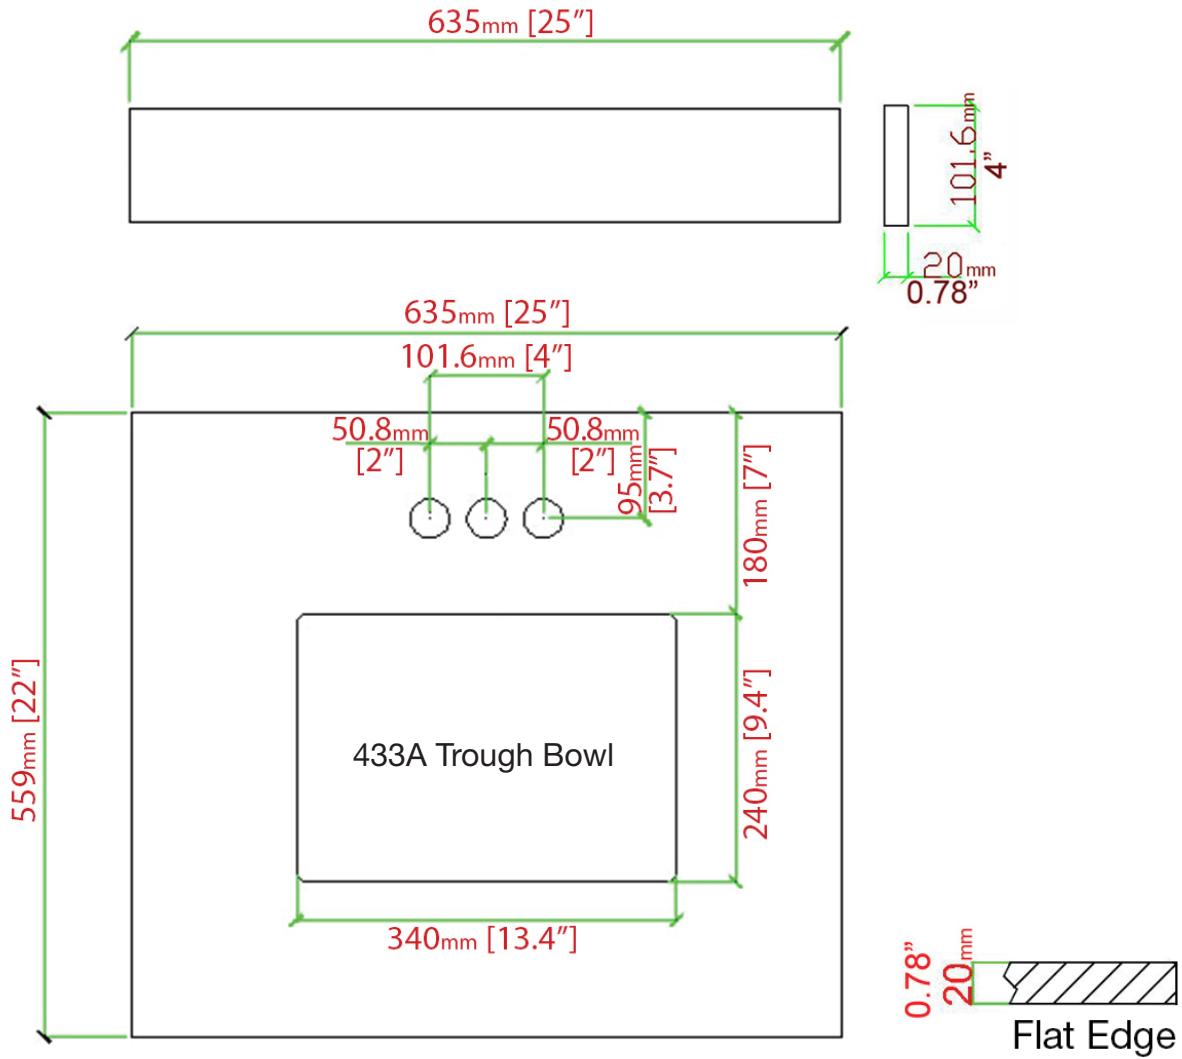 635mm [25″]
101.6mm
4”
20mm
0.78”
635mm [25″]
101.6mm [4″]
50.8mm
[2″]
50.8mm
[2″]
95mm
[3.7″]
180mm [7″]
559mm [22″]
240mm [9.4″]
433A Trough Bowl
340mm [13.4″]
0.78”
20mm
Flat Edge